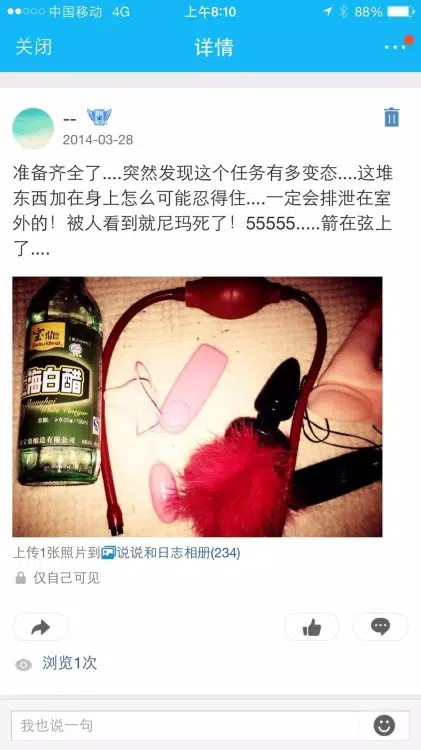 中国移动 4G 上午8:10 88%
关闭 详情
--
2014-03-28
准备齐全了....突然发现这个任务有多变态....这堆
东西加在身上怎么可能忍得住....一定会排泄在室
外的！被人看到就尼玛死了！55555.....箭在弦上
了....
宝鼎
海白醋
Shanghai
White Vinegar
上传1张照片到说说和日志相册(234)
仅自己可见
浏览1次
我也说一句